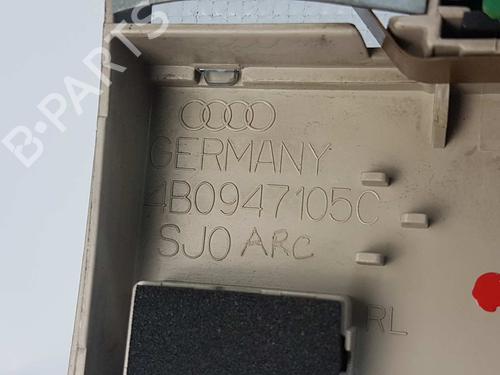 B-PARTS
GERMANY
4B0947105C
SJ0 ARC
RL